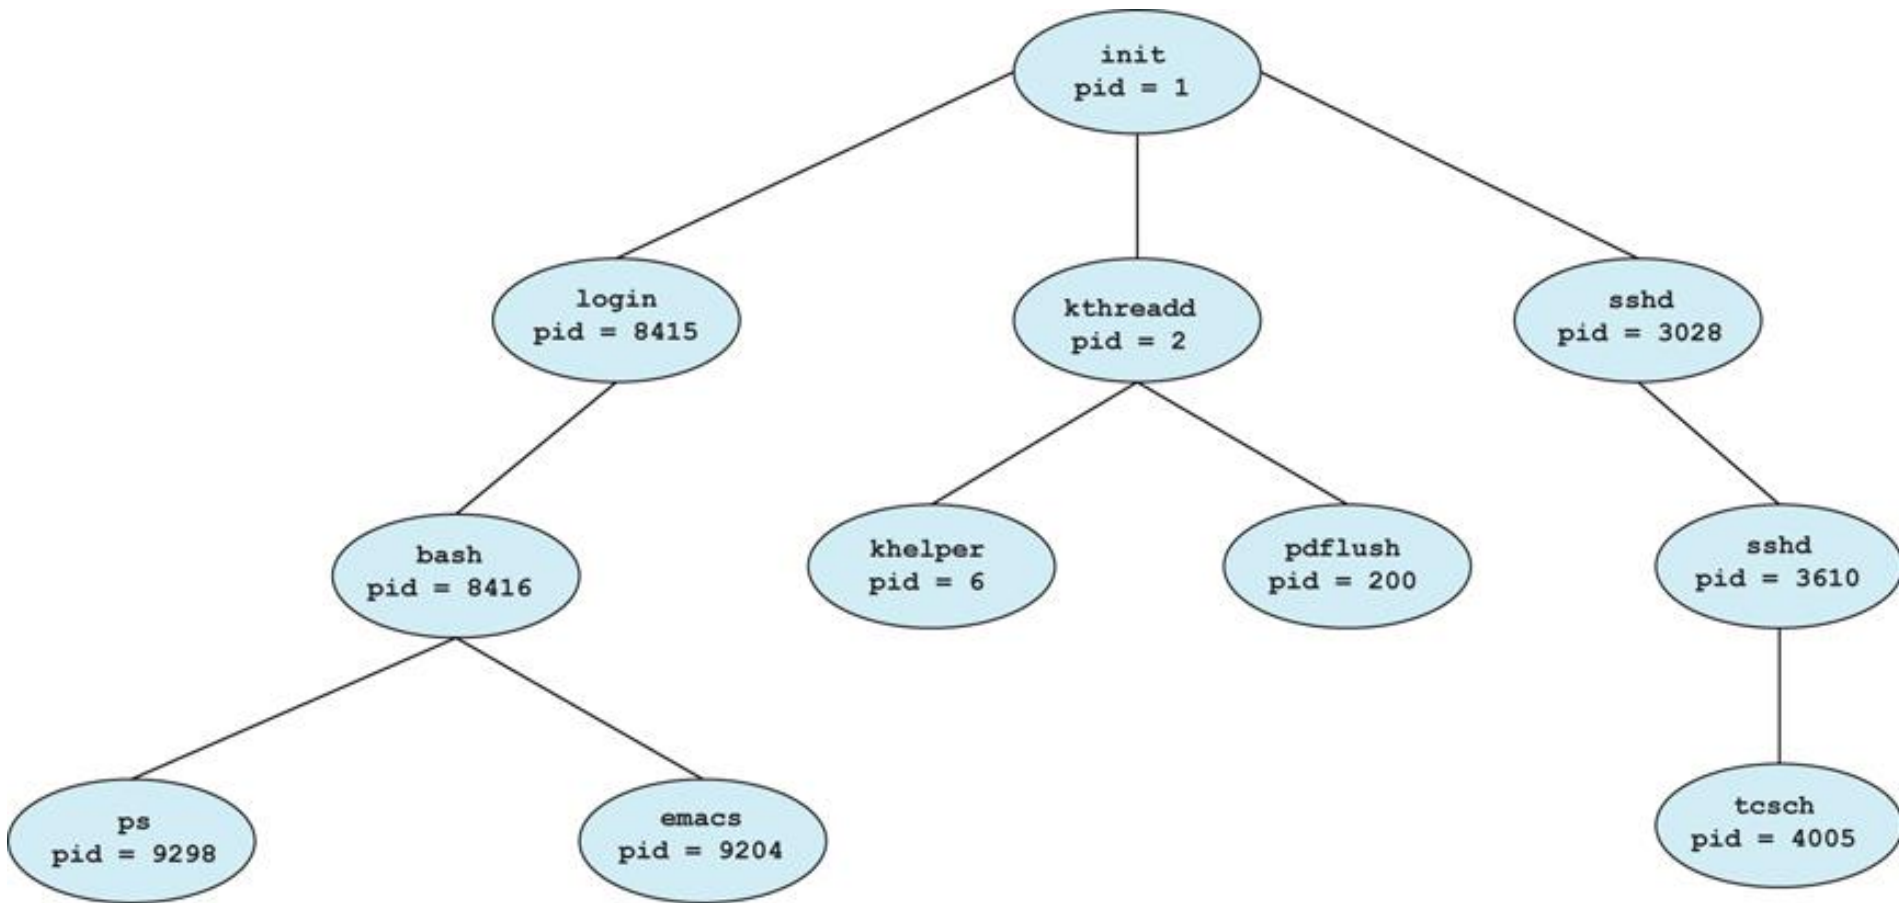 init
pid = 1
login
pid = 8415
kthreadd
pid = 2
sshd
pid = 3028
bash
pid = 8416
khelper
pid = 6
pdflush
pid = 200
sshd
pid = 3610
ps
pid = 9298
emacs
pid = 9204
tcsch
pid = 4005